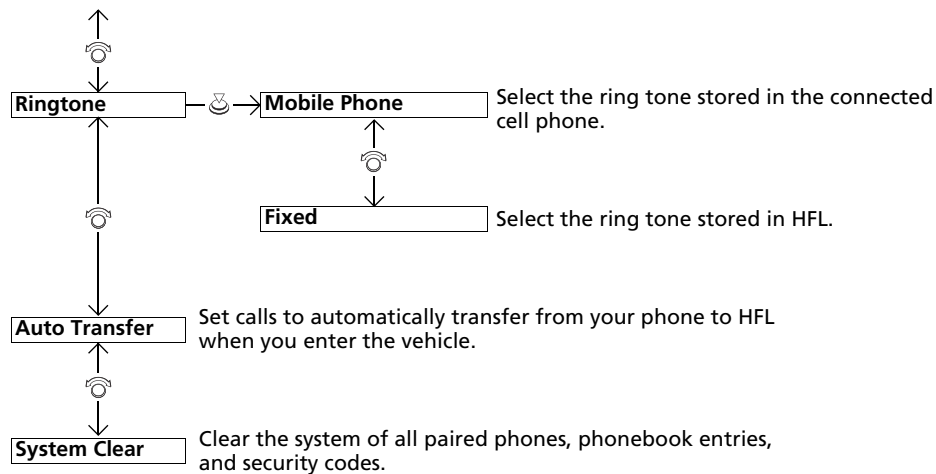 Ringtone
Mobile Phone
Select the ring tone stored in the connected
cell phone.
Fixed
Select the ring tone stored in HFL.
Auto Transfer
Set calls to automatically transfer from your phone to HFL
when you enter the vehicle.
System Clear
Clear the system of all paired phones, phonebook entries,
and security codes.